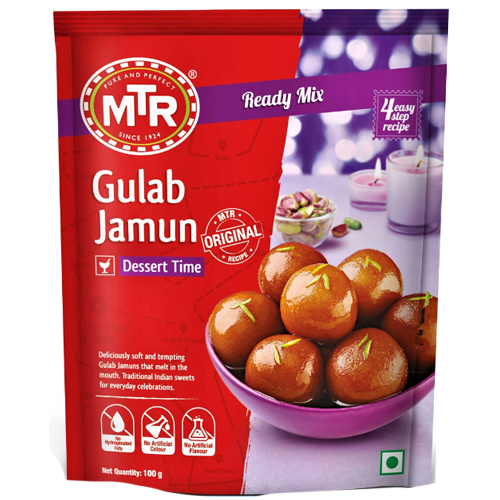 PURE AND PERFECT
MTR
®
SINCE 1924
Ready Mix
4 easy
step
recipe
Gulab
Jamun
MTR
ORIGINAL
RECIPE
Dessert Time
Deliciously soft and tempting
Gulab Jamuns that melt in the
mouth. Traditional Indian sweets
for everyday celebrations.
No
Hydrogenated
Fats
No Artificial
Colour
No Artificial
Flavour
Net Quantity: 100 g